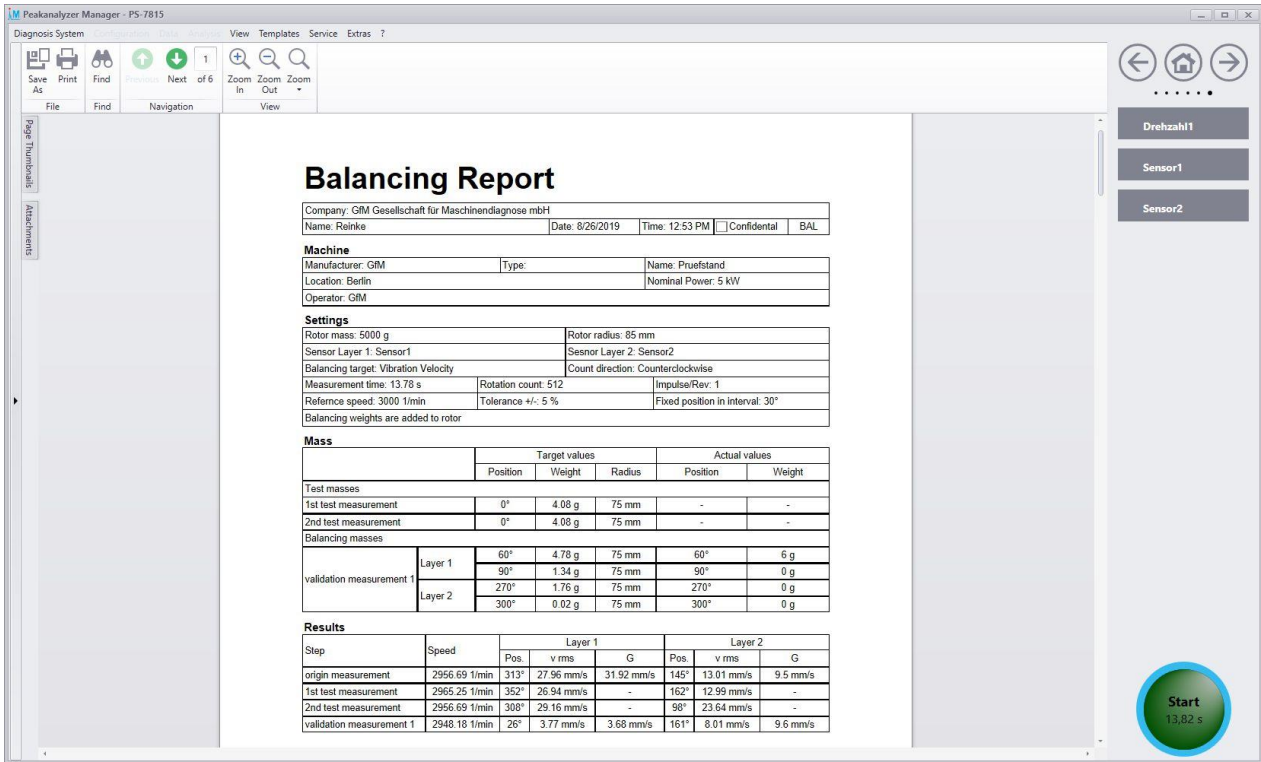 Peakanalyzer Manager - PS-7815
Diagnosis System Configuration Data Analysis View Templates Service Extras ?
Save As Print Find Previous Next 1 of 6 Zoom In Zoom Out Zoom
File Find Navigation View
Page Thumbnails
Attachments
Balancing Report
Company: GfM Gesellschaft für Maschinendiagnose mbH
Name: Reinke Date: 8/26/2019 Time: 12:53 PM Confidental BAL
Machine
Manufacturer: GfM Type: Name: Pruefstand
Location: Berlin Nominal Power: 5 kW
Operator: GfM
Settings
Rotor mass: 5000 g Rotor radius: 85 mm
Sensor Layer 1: Sensor1 Sesnor Layer 2: Sensor2
Balancing target: Vibration Velocity Count direction: Counterclockwise
Measurement time: 13.78 s Rotation count: 512 Impulse/Rev: 1
Refernce speed: 3000 1/min Tolerance +/-: 5 % Fixed position in interval: 30°
Balancing weights are added to rotor
Mass
Target values Actual values
Position Weight Radius Position Weight
Test masses
1st test measurement 0° 4.08 g 75 mm - -
2nd test measurement 0° 4.08 g 75 mm - -
Balancing masses
validation measurement 1 Layer 1 60° 4.78 g 75 mm 60° 6 g
90° 1.34 g 75 mm 90° 0 g
Layer 2 270° 1.76 g 75 mm 270° 0 g
300° 0.02 g 75 mm 300° 0 g
Results
Step Speed Layer 1 Layer 2
Pos. v rms G Pos. v rms G
origin measurement 2956.69 1/min 313° 27.96 mm/s 31.92 mm/s 145° 13.01 mm/s 9.5 mm/s
1st test measurement 2965.25 1/min 352° 26.94 mm/s - 162° 12.99 mm/s -
2nd test measurement 2956.69 1/min 308° 29.16 mm/s - 98° 23.64 mm/s -
validation measurement 1 2948.18 1/min 26° 3.77 mm/s 3.68 mm/s 161° 8.01 mm/s 9.6 mm/s
Drehzahl1
Sensor1
Sensor2
Start
13,82 s